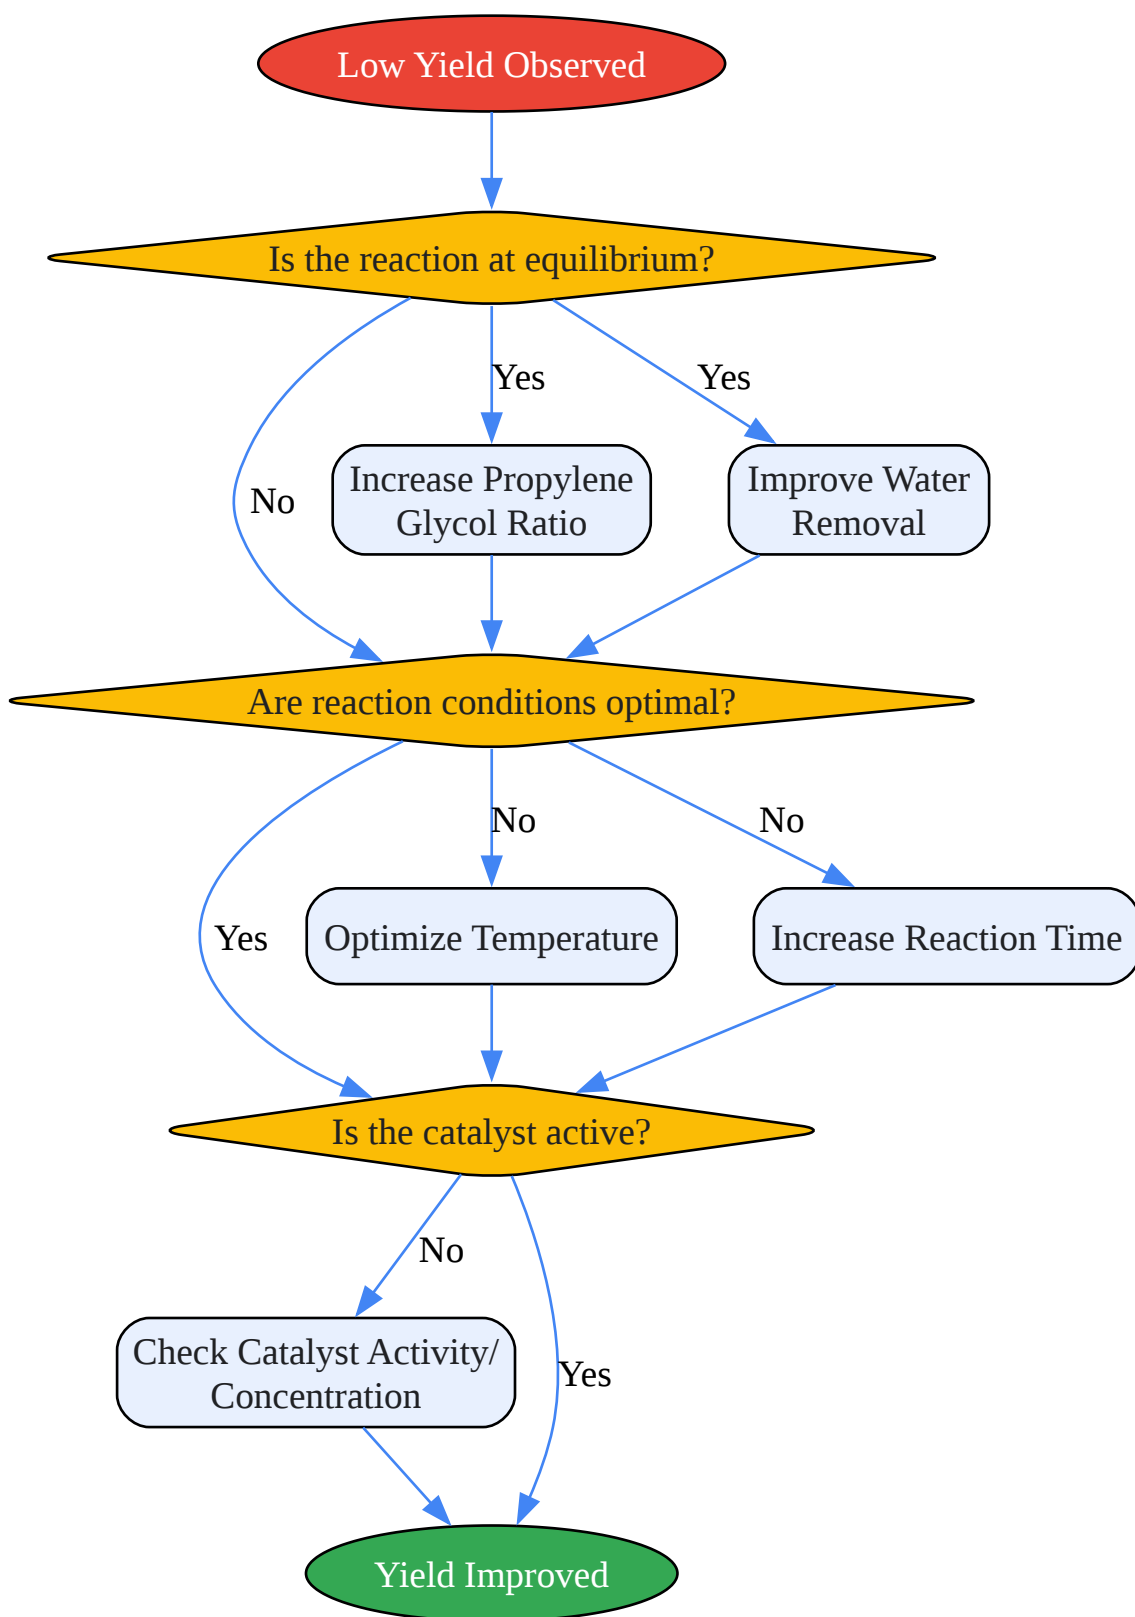 Low Yield Observed
Is the reaction at equilibrium?
Yes
Yes
No
Increase Propylene
Glycol Ratio
Improve Water
Removal
Are reaction conditions optimal?
No
No
Yes
Optimize Temperature
Increase Reaction Time
Is the catalyst active?
No
Check Catalyst Activity/
Concentration
Yes
Yield Improved